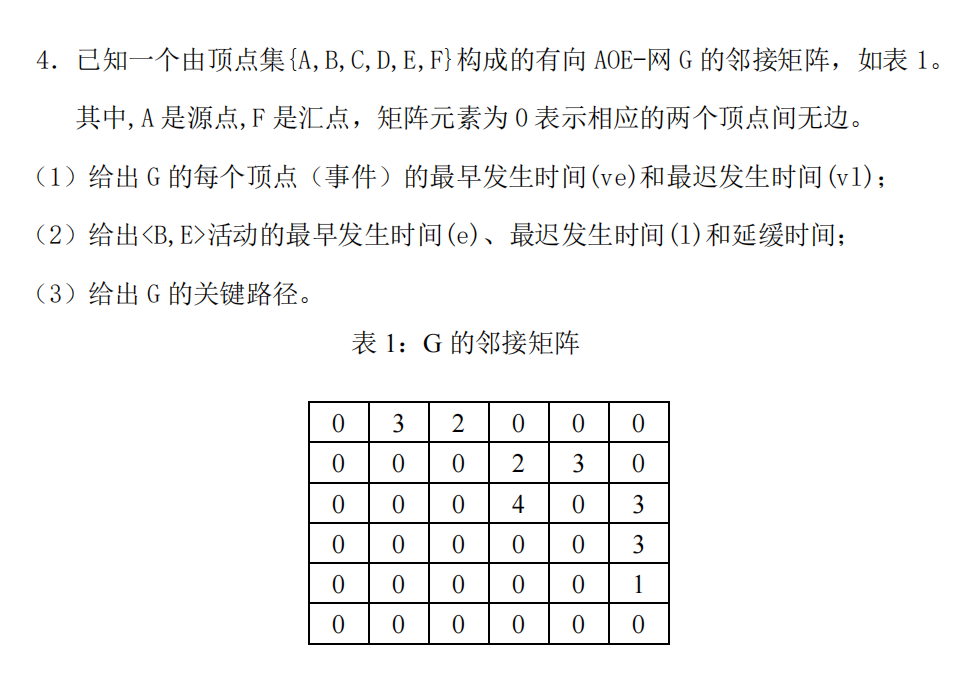 4．已知一个由顶点集{A,B,C,D,E,F}构成的有向 AOE-网 G 的邻接矩阵，如表 1。
其中,A 是源点,F 是汇点，矩阵元素为 0 表示相应的两个顶点间无边。
（1）给出 G 的每个顶点（事件）的最早发生时间(ve)和最迟发生时间(vl)；
（2）给出<B,E>活动的最早发生时间(e)、最迟发生时间(l)和延缓时间；
（3）给出 G 的关键路径。
表 1：G 的邻接矩阵
0 3 2 0 0 0
0 0 0 2 3 0
0 0 0 4 0 3
0 0 0 0 0 3
0 0 0 0 0 1
0 0 0 0 0 0